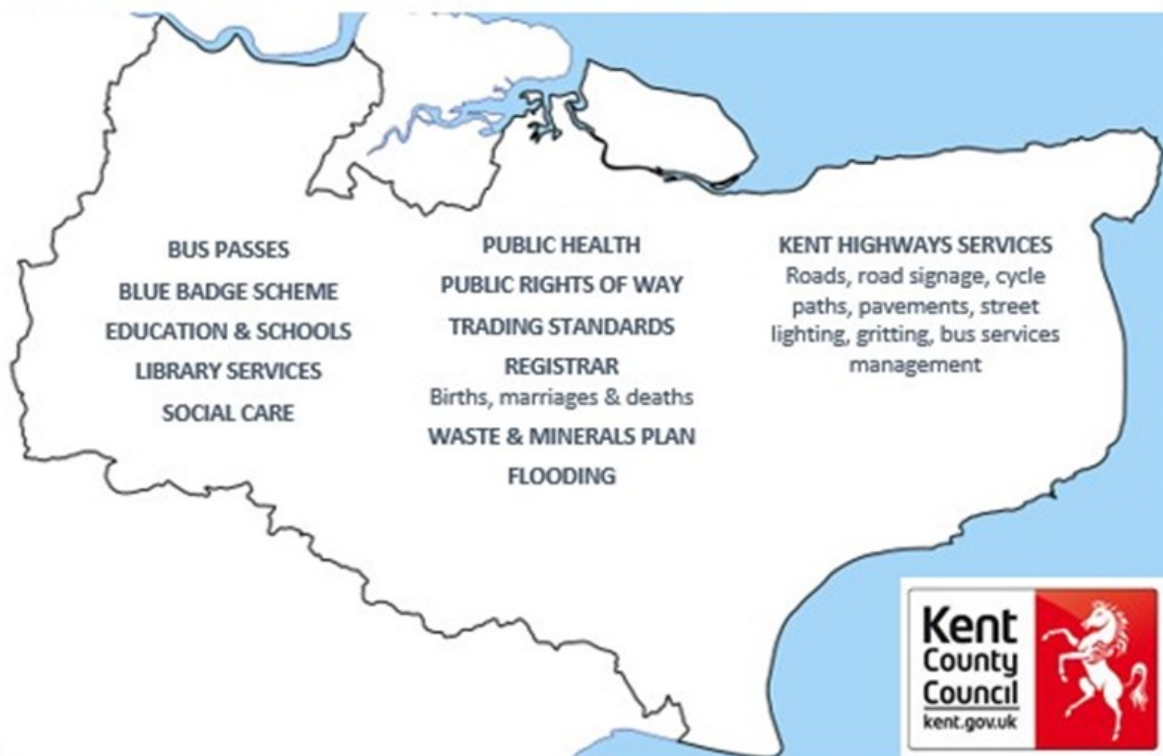 BUS PASSES
BLUE BADGE SCHEME
EDUCATION & SCHOOLS
LIBRARY SERVICES
SOCIAL CARE
PUBLIC HEALTH
PUBLIC RIGHTS OF WAY
TRADING STANDARDS
REGISTRAR
Births, marriages & deaths
WASTE & MINERALS PLAN
FLOODING
KENT HIGHWAYS SERVICES
Roads, road signage, cycle
paths, pavements, street
lighting, gritting, bus services
management
Kent
County
Council
kent.gov.uk